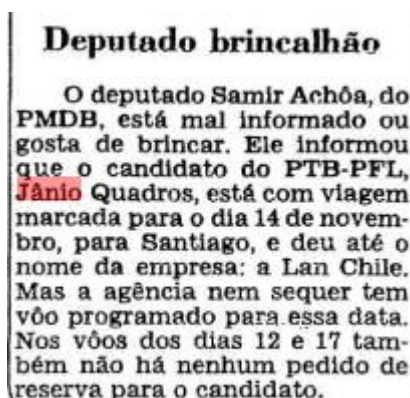 Deputado brincalhão
O deputado Samir Achôa, do
PMDB, está mal informado ou
gosta de brincar. Ele informou
que o candidato do PTB-PFL,
Jânio Quadros, está com viagem
marcada para o dia 14 de novem-
bro, para Santiago, e deu até o
nome da empresa: a Lan Chile.
Mas a agência nem sequer tem
vôo programado para essa data.
Nos vôos dos dias 12 e 17 tam-
bém não há nenhum pedido de
reserva para o candidato.